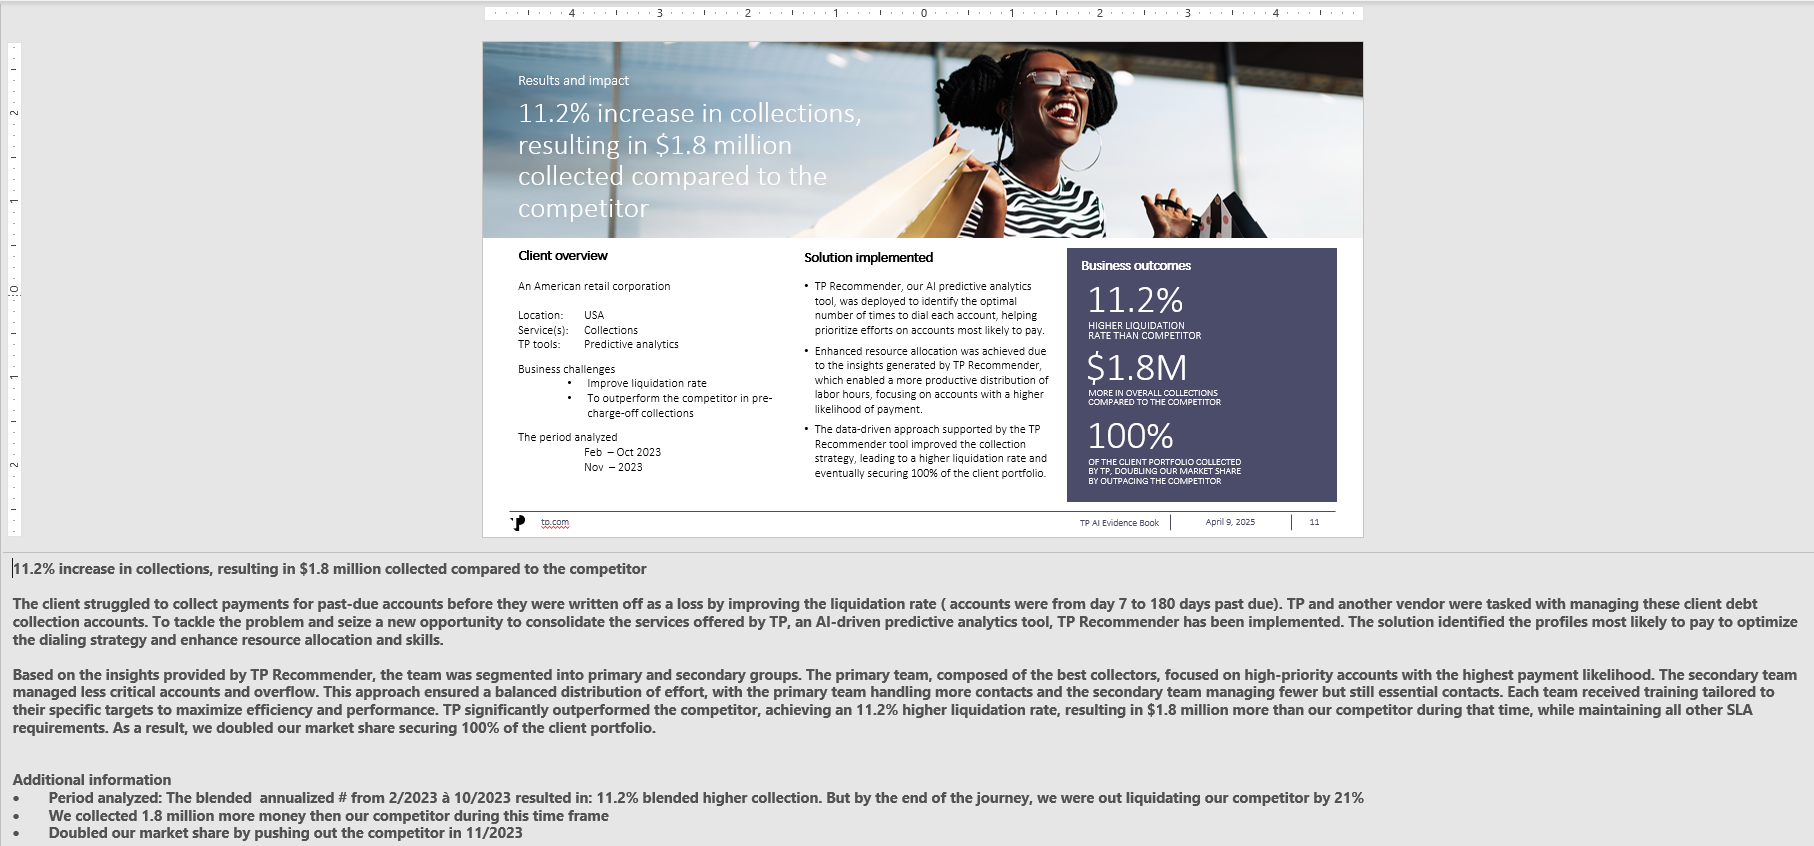 4 3 2 1 0 1 2 3 4
2 1 0 1 2
Results and impact
11.2% increase in collections,
resulting in $1.8 million
collected compared to the
competitor
Client overview
An American retail corporation
Location: USA
Service(s): Collections
TP tools: Predictive analytics
Business challenges
• Improve liquidation rate
• To outperform the competitor in pre-
charge-off collections
The period analyzed
Feb – Oct 2023
Nov – 2023
Solution implemented
• TP Recommender, our AI predictive analytics
tool, was deployed to identify the optimal
number of times to dial each account, helping
prioritize efforts on accounts most likely to pay.
• Enhanced resource allocation was achieved due
to the insights generated by TP Recommender,
which enabled a more productive distribution of
labor hours, focusing on accounts with a higher
likelihood of payment.
• The data-driven approach supported by the TP
Recommender tool improved the collection
strategy, leading to a higher liquidation rate and
eventually securing 100% of the client portfolio.
Business outcomes
11.2%
HIGHER LIQUIDATION
RATE THAN COMPETITOR
$1.8M
MORE IN OVERALL COLLECTIONS
COMPARED TO THE COMPETITOR
100%
OF THE CLIENT PORTFOLIO COLLECTED
BY TP, DOUBLING OUR MARKET SHARE
BY OUTPACING THE COMPETITOR
tp.com
TP AI Evidence Book
April 9, 2025
11
11.2% increase in collections, resulting in $1.8 million collected compared to the competitor
The client struggled to collect payments for past-due accounts before they were written off as a loss by improving the liquidation rate ( accounts were from day 7 to 180 days past due). TP and another vendor were tasked with managing these client debt
collection accounts. To tackle the problem and seize a new opportunity to consolidate the services offered by TP, an AI-driven predictive analytics tool, TP Recommender has been implemented. The solution identified the profiles most likely to pay to optimize
the dialing strategy and enhance resource allocation and skills.
Based on the insights provided by TP Recommender, the team was segmented into primary and secondary groups. The primary team, composed of the best collectors, focused on high-priority accounts with the highest payment likelihood. The secondary team
managed less critical accounts and overflow. This approach ensured a balanced distribution of effort, with the primary team handling more contacts and the secondary team managing fewer but still essential contacts. Each team received training tailored to
their specific targets to maximize efficiency and performance. TP significantly outperformed the competitor, achieving an 11.2% higher liquidation rate, resulting in $1.8 million more than our competitor during that time, while maintaining all other SLA
requirements. As a result, we doubled our market share securing 100% of the client portfolio.
Additional information
• Period analyzed: The blended  annualized # from 2/2023 à 10/2023 resulted in: 11.2% blended higher collection. But by the end of the journey, we were out liquidating our competitor by 21%
• We collected 1.8 million more money then our competitor during this time frame
• Doubled our market share by pushing out the competitor in 11/2023